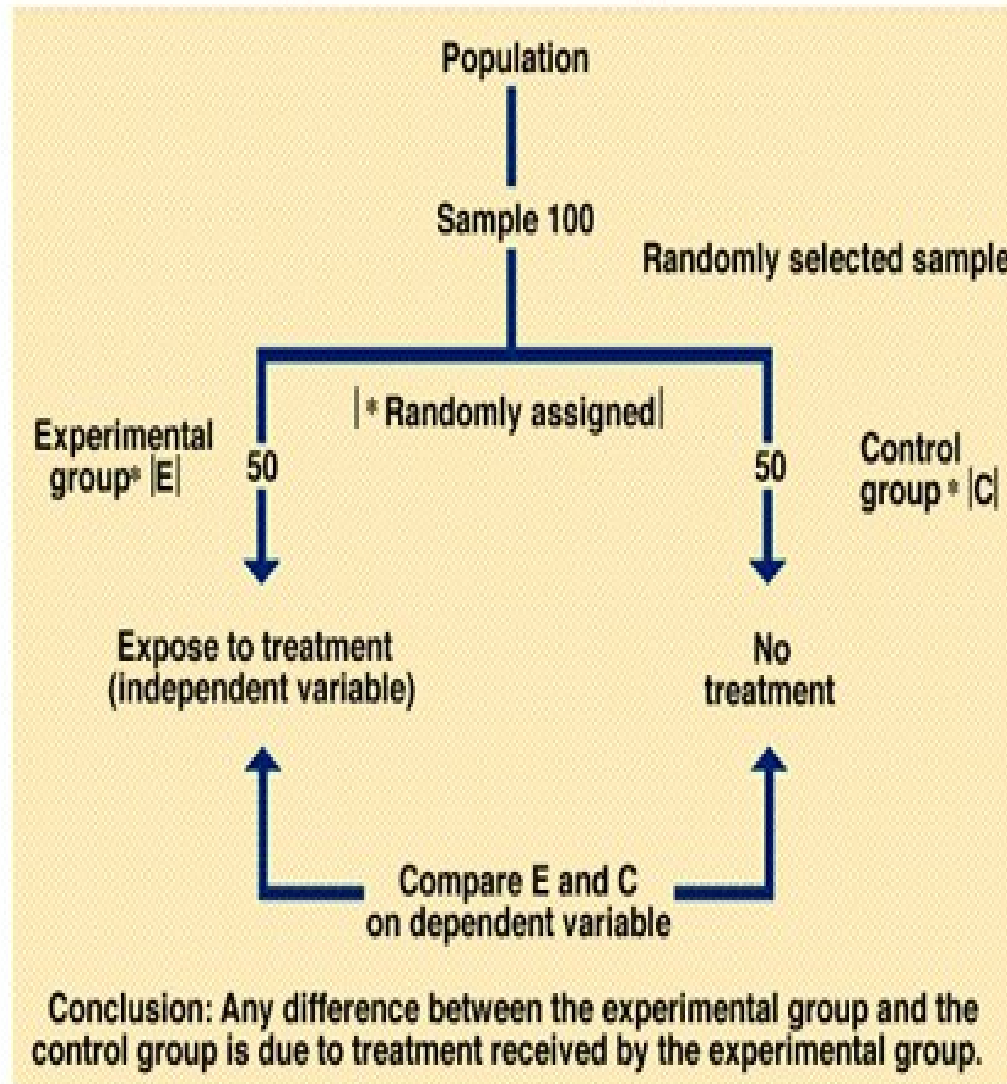 Population
Sample 100
Randomly selected sample
|* Randomly assigned|
Experimental
group* |E|
50
50
Control
group * |C|
Expose to treatment
(independent variable)
No
treatment
Compare E and C
on dependent variable
Conclusion: Any difference between the experimental group and the
control group is due to treatment received by the experimental group.